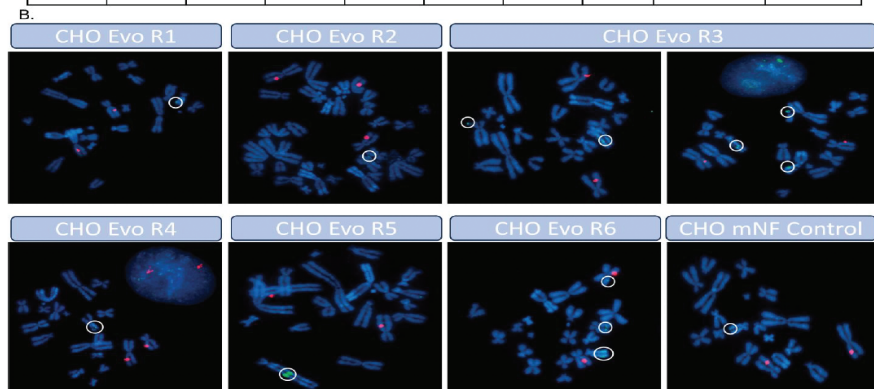 B.
CHO Evo R1
CHO Evo R2
CHO Evo R3
CHO Evo R4
CHO Evo R5
CHO Evo R6
CHO mNF Control